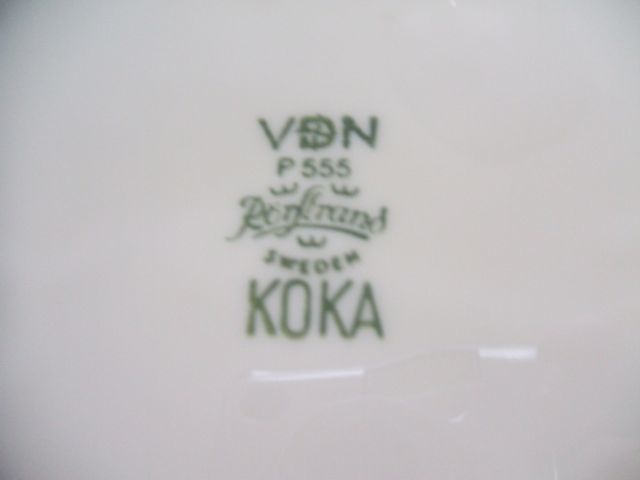 VDN
P 555
Rörstrand
SWEDEN
KOKA